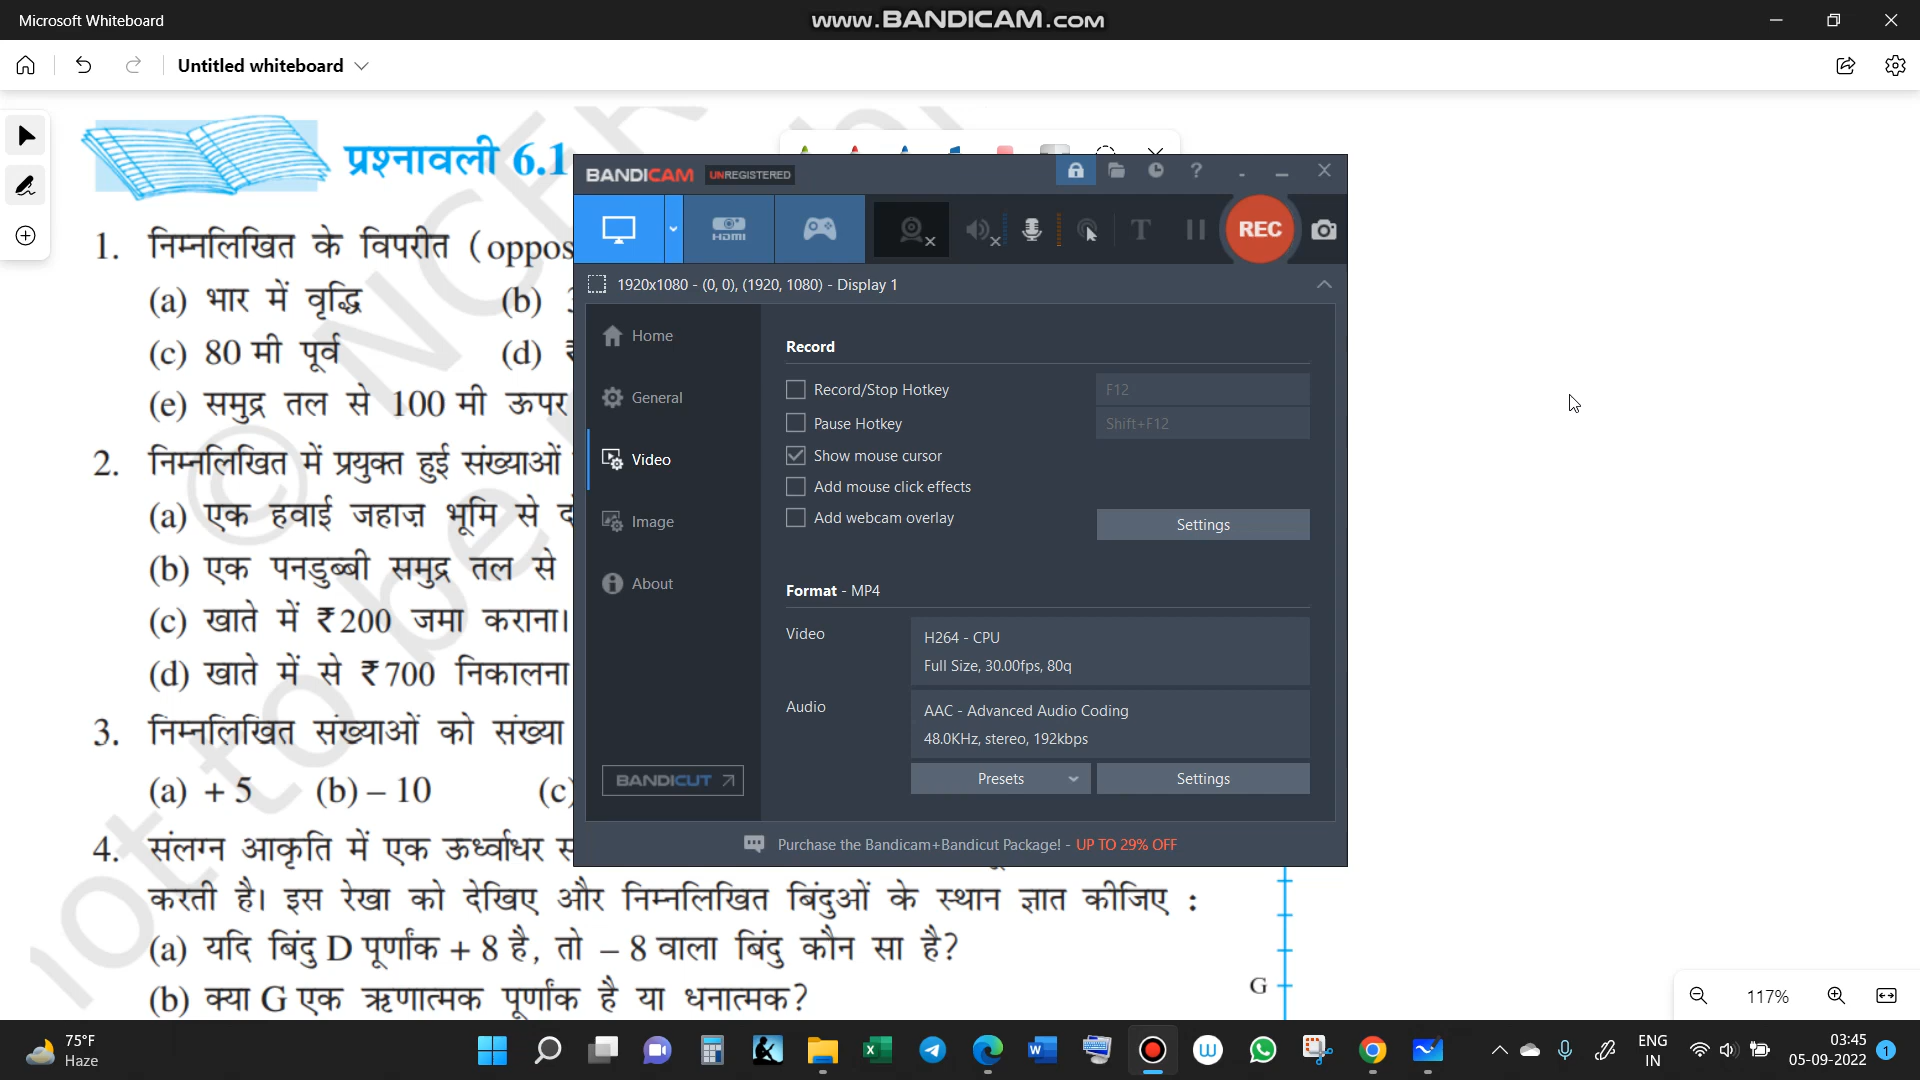 Microsoft Whiteboard
www.BANDICAM.com
Untitled whiteboard
प्रश्नावली 6.1
1. निम्नलिखित के विपरीत (oppos
(a) भार में वृद्धि (b)
(c) 80 मी पूर्व (d)
(e) समुद्र तल से 100 मी ऊपर
2. निम्नलिखित में प्रयुक्त हुई संख्याओं
(a) एक हवाई जहाज़ भूमि से
(b) एक पनडुब्बी समुद्र तल से
(c) खाते में ₹200 जमा कराना।
(d) खाते में से ₹700 निकालना
3. निम्नलिखित संख्याओं को संख्या
(a) + 5 (b) – 10 (c)
4. संलग्न आकृति में एक ऊर्ध्वाधर
करती है। इस रेखा को देखिए और निम्नलिखित बिंदुओं के स्थान ज्ञात कीजिए :
(a) यदि बिंदु D पूर्णांक + 8 है, तो – 8 वाला बिंदु कौन सा है?
(b) क्या G एक ऋणात्मक पूर्णांक है या धनात्मक?
G
BANDICAM UNREGISTERED
HDMI
T
REC
1920x1080 - (0, 0), (1920, 1080) - Display 1
Home
General
Video
Image
About
BANDICUT
Record
Record/Stop Hotkey F12
Pause Hotkey Shift+F12
Show mouse cursor
Add mouse click effects
Add webcam overlay
Settings
Format - MP4
Video
H264 - CPU
Full Size, 30.00fps, 80q
Audio
AAC - Advanced Audio Coding
48.0KHz, stereo, 192kbps
Presets
Settings
Purchase the Bandicam+Bandicut Package! - UP TO 29% OFF
117%
75°F
Haze
ENG
IN
03:45
05-09-2022
1